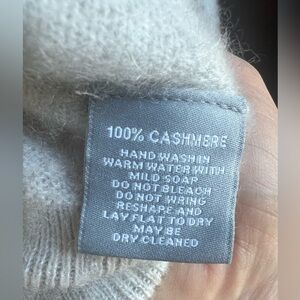 100% CASHMERE
HAND WASH IN
WARM WATER WITH
MILD SOAP
DO NOT BLEACH
DO NOT WRING
RESHAPE AND
LAY FLAT TO DRY
MAY BE
DRY CLEANED